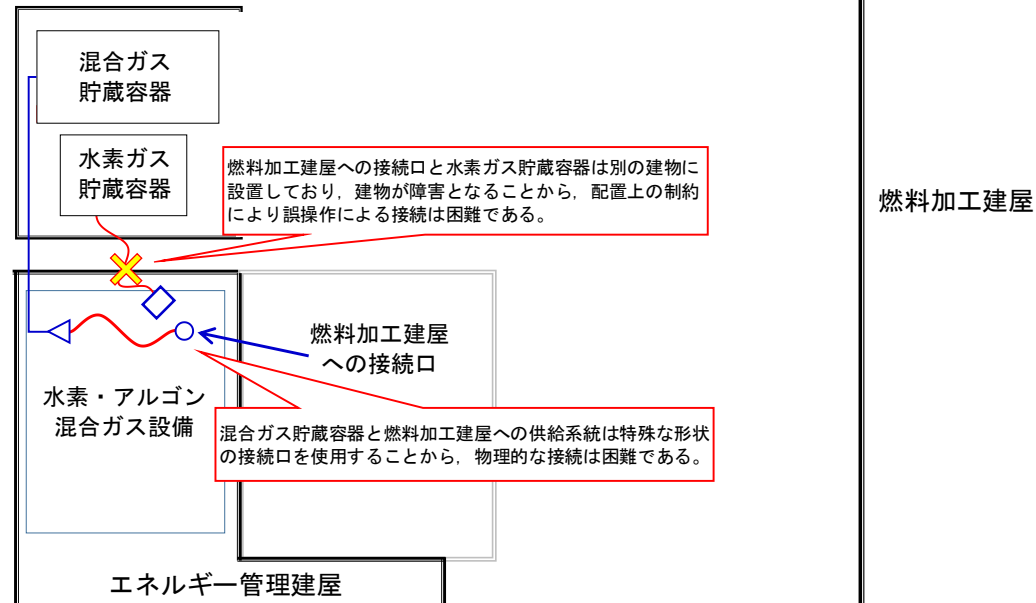 混合ガス
貯蔵容器
水素ガス
貯蔵容器
燃料加工建屋への接続口と水素ガス貯蔵容器は別の建物に
設置しており，建物が障害となることから，配置上の制約
により誤操作による接続は困難である。
燃料加工建屋
燃料加工建屋
への接続口
水素・アルゴン
混合ガス設備
混合ガス貯蔵容器と燃料加工建屋への供給系統は特殊な形状
の接続口を使用することから，物理的な接続は困難である。
エネルギー管理建屋